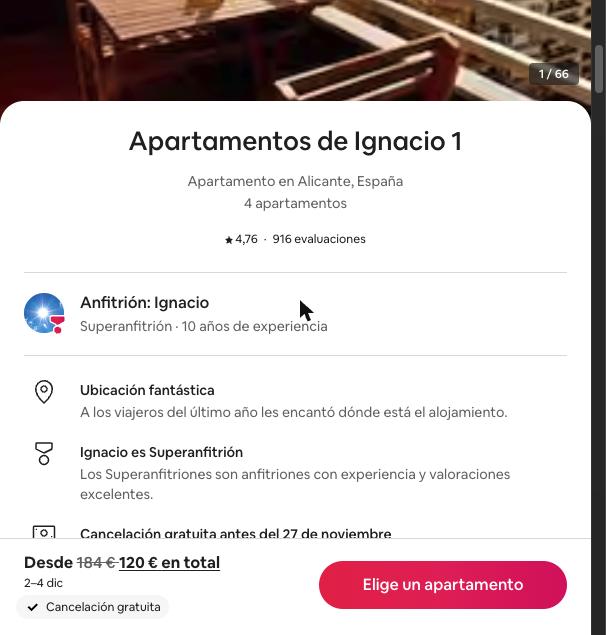 1 / 66
Apartamentos de Ignacio 1
Apartamento en Alicante, España
4 apartamentos
★4,76 · 916 evaluaciones
Anfitrión: Ignacio
Superanfitrión · 10 años de experiencia
Ubicación fantástica
A los viajeros del último año les encantó dónde está el alojamiento.
Ignacio es Superanfitrión
Los Superanfitriones son anfitriones con experiencia y valoraciones
excelentes.
Cancelación gratuita antes del 27 de noviembre
Desde 184 € 120 € en total
2–4 dic
Cancelación gratuita
Elige un apartamento